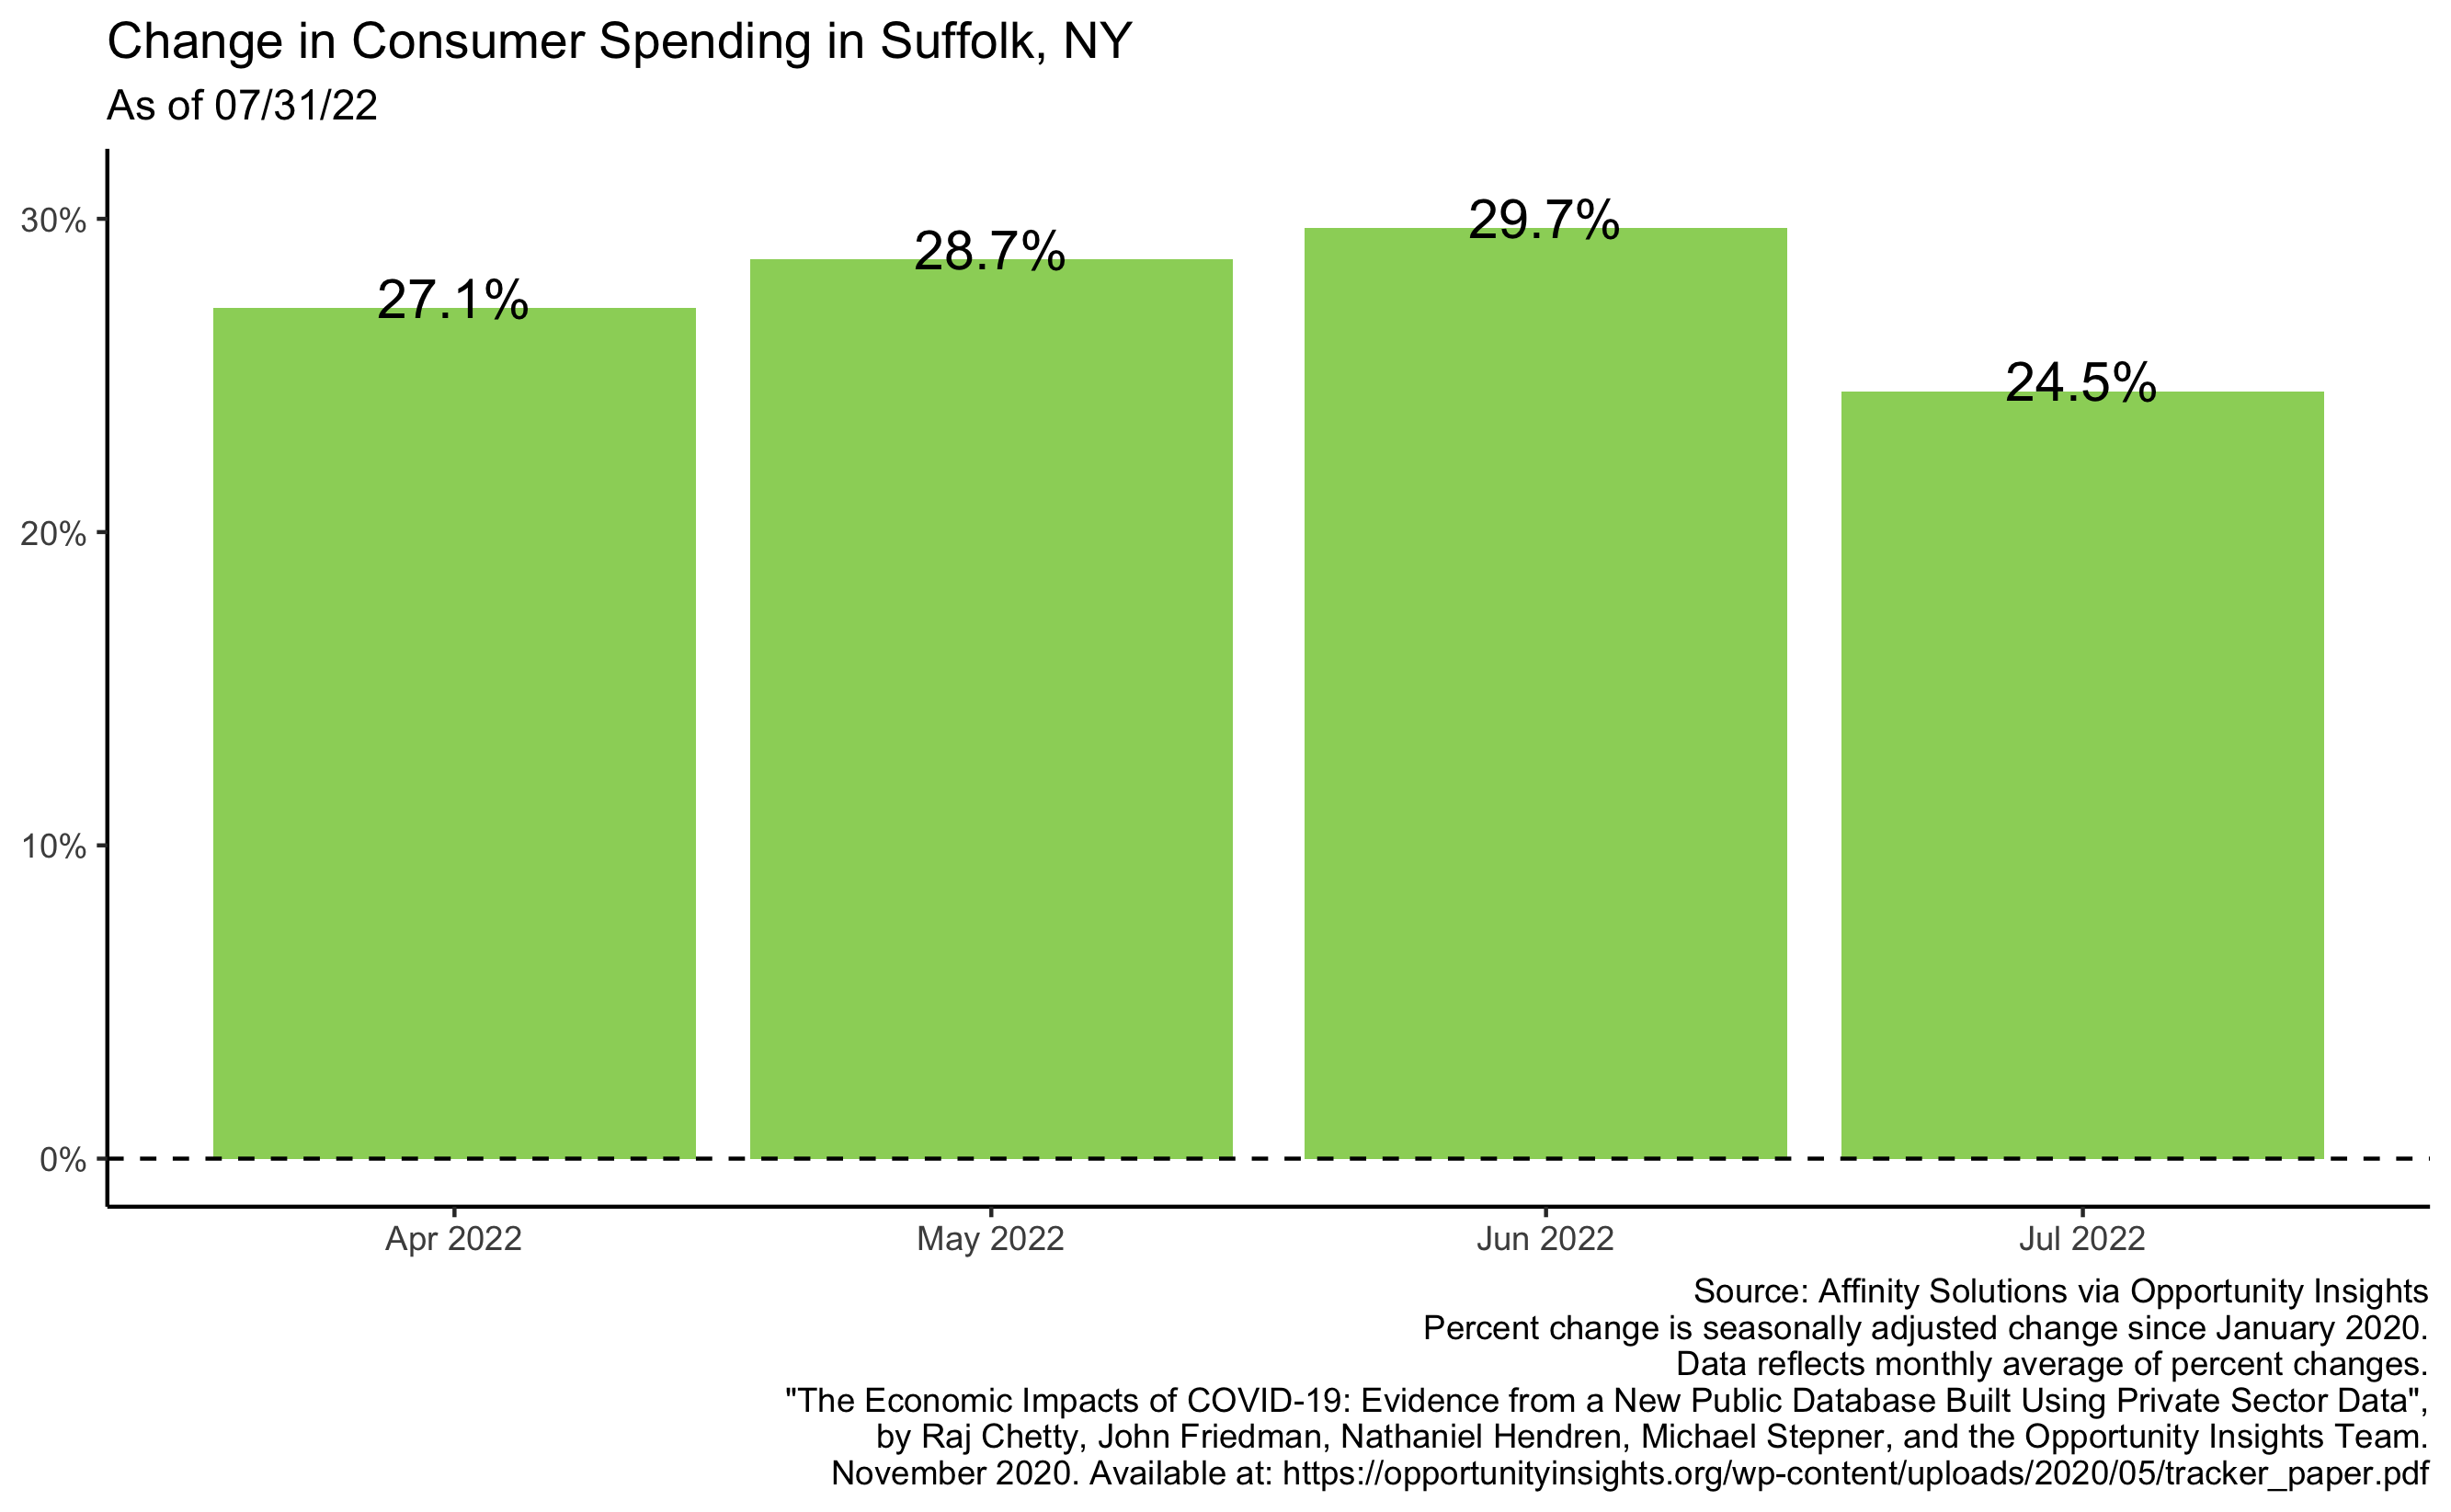 Change in Consumer Spending in Suffolk, NY
As of 07/31/22
30%
20%
10%
0%
27.1%
28.7%
29.7%
24.5%
Apr 2022
May 2022
Jun 2022
Jul 2022
Source: Affinity Solutions via Opportunity Insights
Percent change is seasonally adjusted change since January 2020.
Data reflects monthly average of percent changes.
"The Economic Impacts of COVID-19: Evidence from a New Public Database Built Using Private Sector Data",
by Raj Chetty, John Friedman, Nathaniel Hendren, Michael Stepner, and the Opportunity Insights Team.
November 2020. Available at: https://opportunityinsights.org/wp-content/uploads/2020/05/tracker_paper.pdf